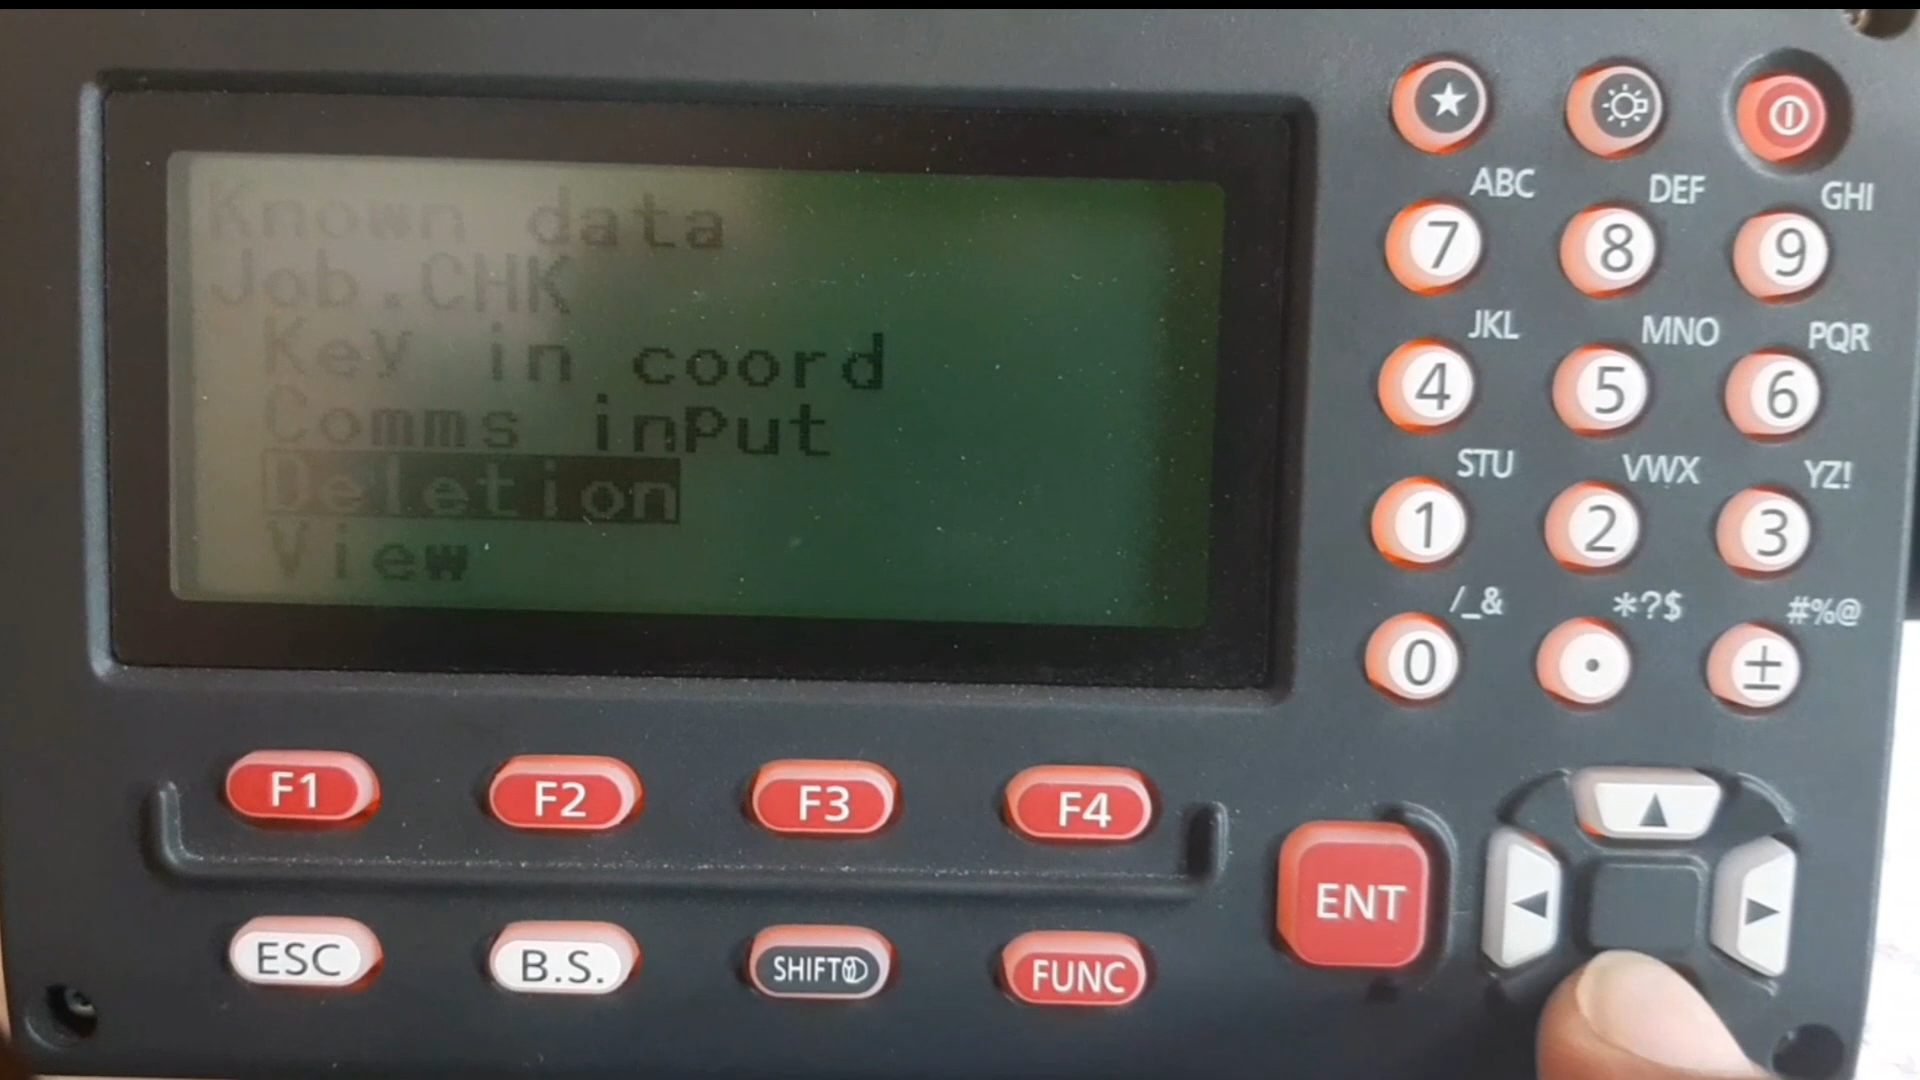 Known data
Job.CHK
Key in coord
Comms input
Deletion
View
ABC
DEF
GHI
7
8
9
JKL
MNO
PQR
4
5
6
STU
VWX
YZ!
1
2
3
/_&
*?$
#%@
0
.
±
F1
F2
F3
F4
ENT
ESC
B.S.
SHIFT
FUNC